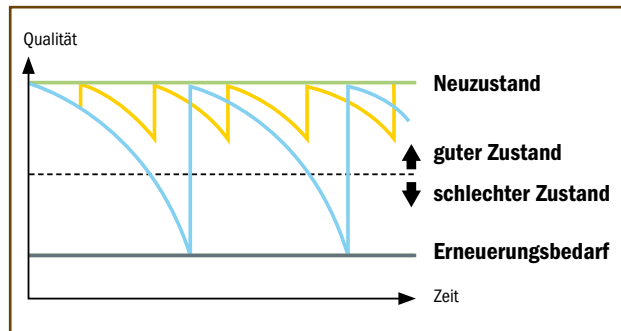 Qualität
Neuzustand
guter Zustand
schlechter Zustand
Erneuerungsbedarf
Zeit